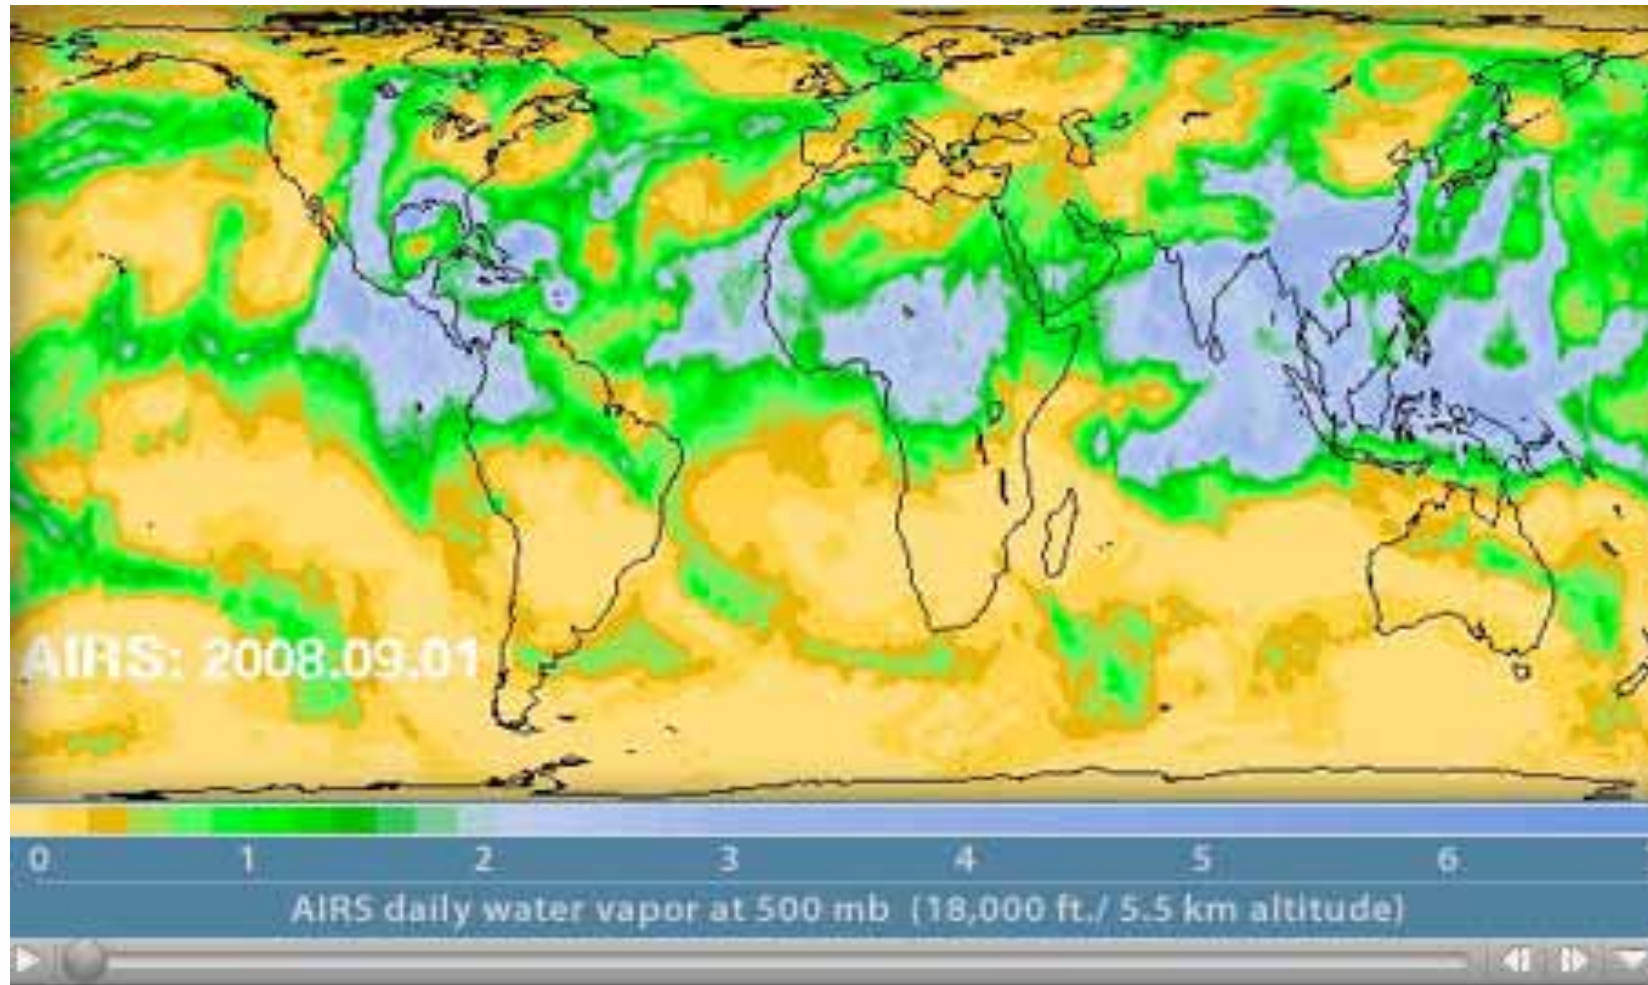 AIRS: 2008.09.01
0 1 2 3 4 5 6
AIRS daily water vapor at 500 mb (18,000 ft./ 5.5 km altitude)